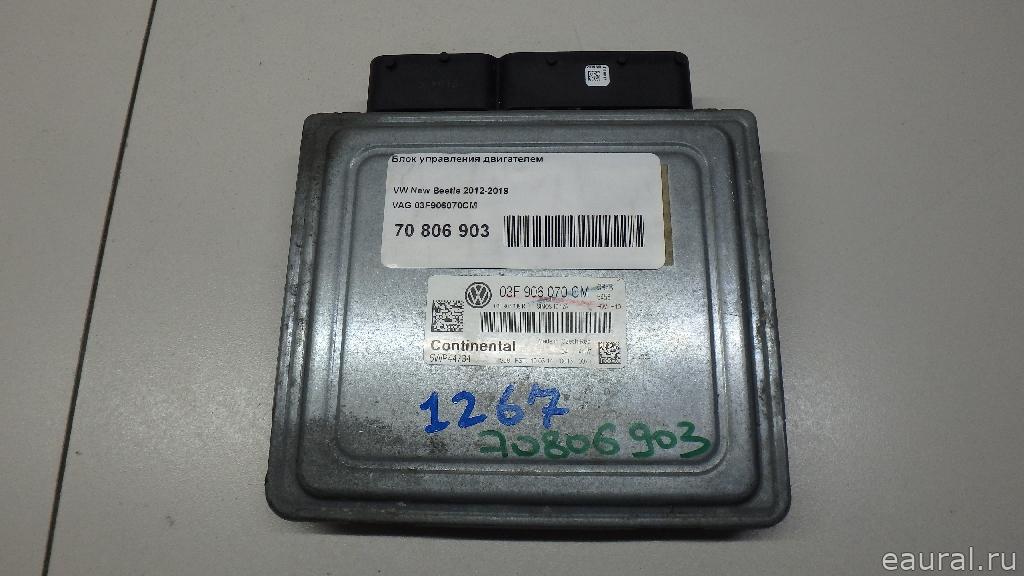 Блок управления двигателем
VW New Beetle 2012-2019
VAG 03F906070CM
70 806 903
03F 906 070 CM
Continental
1267
70806903
eaural.ru